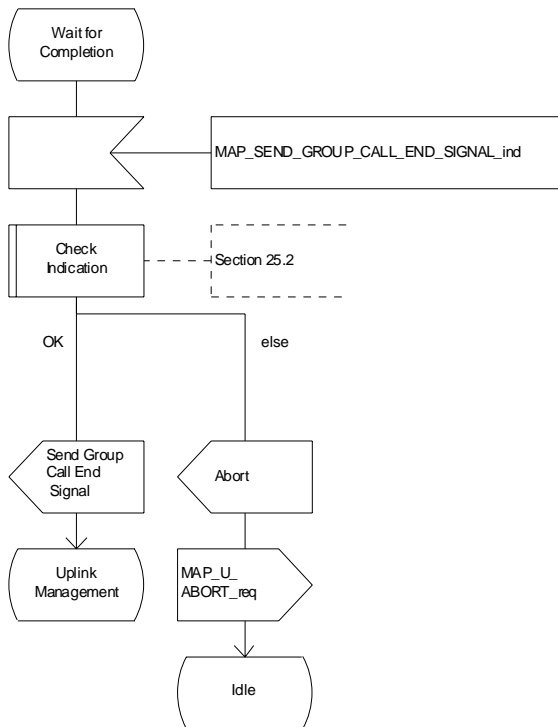 Wait for
Completion
MAP_SEND_GROUP_CALL_END_SIGNAL_ind
Check
Indication
Section 25.2
OK
else
Send Group
Call End
Signal
Abort
Uplink
Management
MAP_U_
ABORT_req
Idle